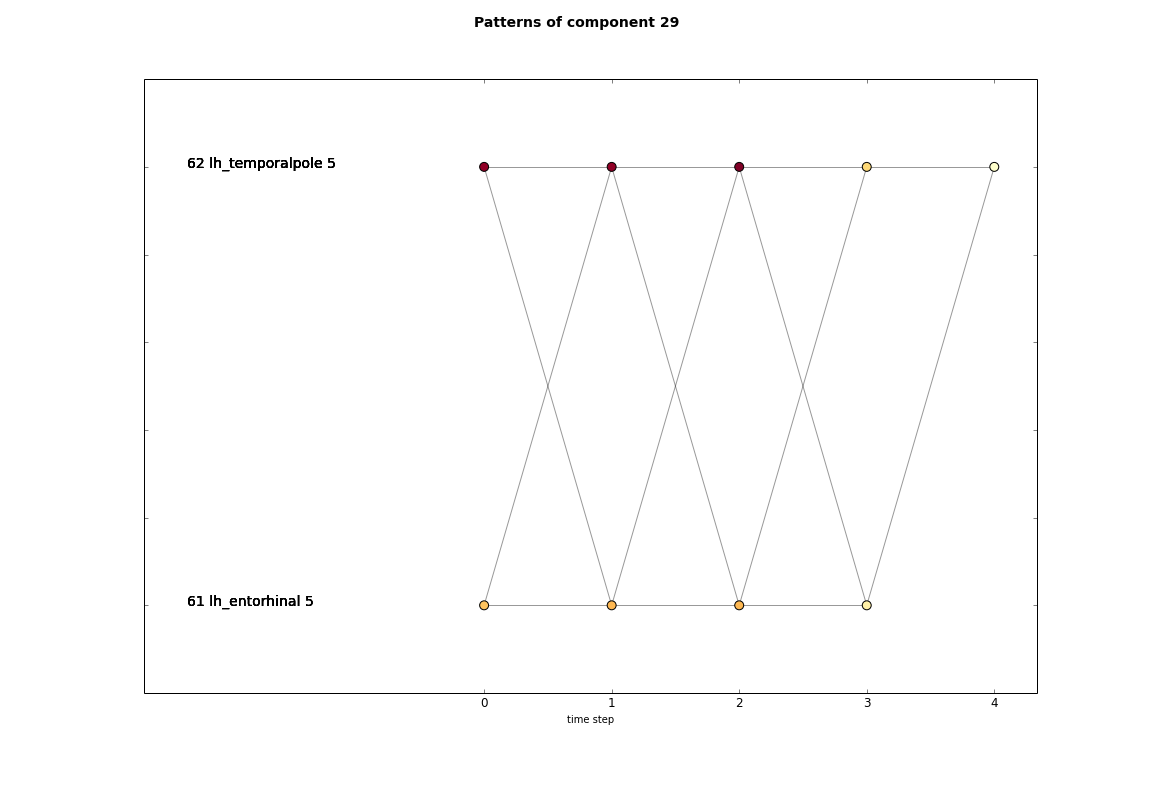 Patterns of component 29
62 lh_temporalpole 5
61 lh_entorhinal 5
0 1 2 3 4
time step